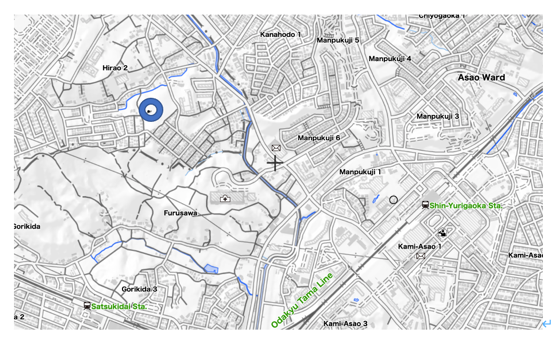 Chiyogaoka 1
Kanahodo 1
Manpukuji 5
Manpukuji 4
Hirao 2
Asao Ward
Manpukuji 3
Manpukuji 6
Manpukuji 1
Shin-Yurigaoka Sta.
Furusawa
Gorikida
Kami-Asao 1
Kami-Asao
Gorikida 3
Odakyu Tama Line
Satsukidai Sta.
a 2
Kami-Asao 3